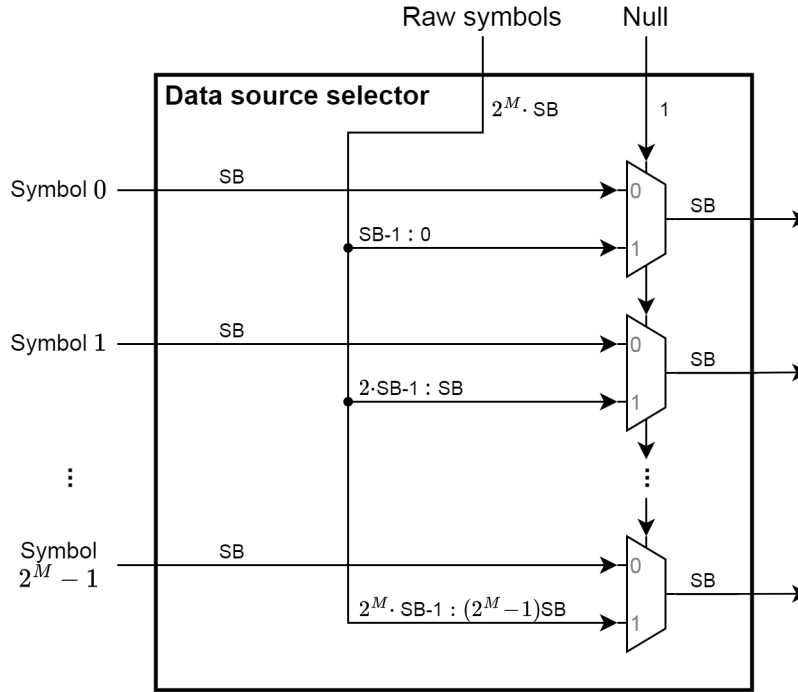 Raw symbols Null
Data source selector
2^M · SB 1
Symbol 0 SB 0
SB
SB-1 : 0 1
Symbol 1 SB 0
SB
2·SB-1 : SB 1
⋮ ⋮
Symbol
2^M − 1
SB 0
SB
2^M · SB-1 : (2^M−1)SB 1